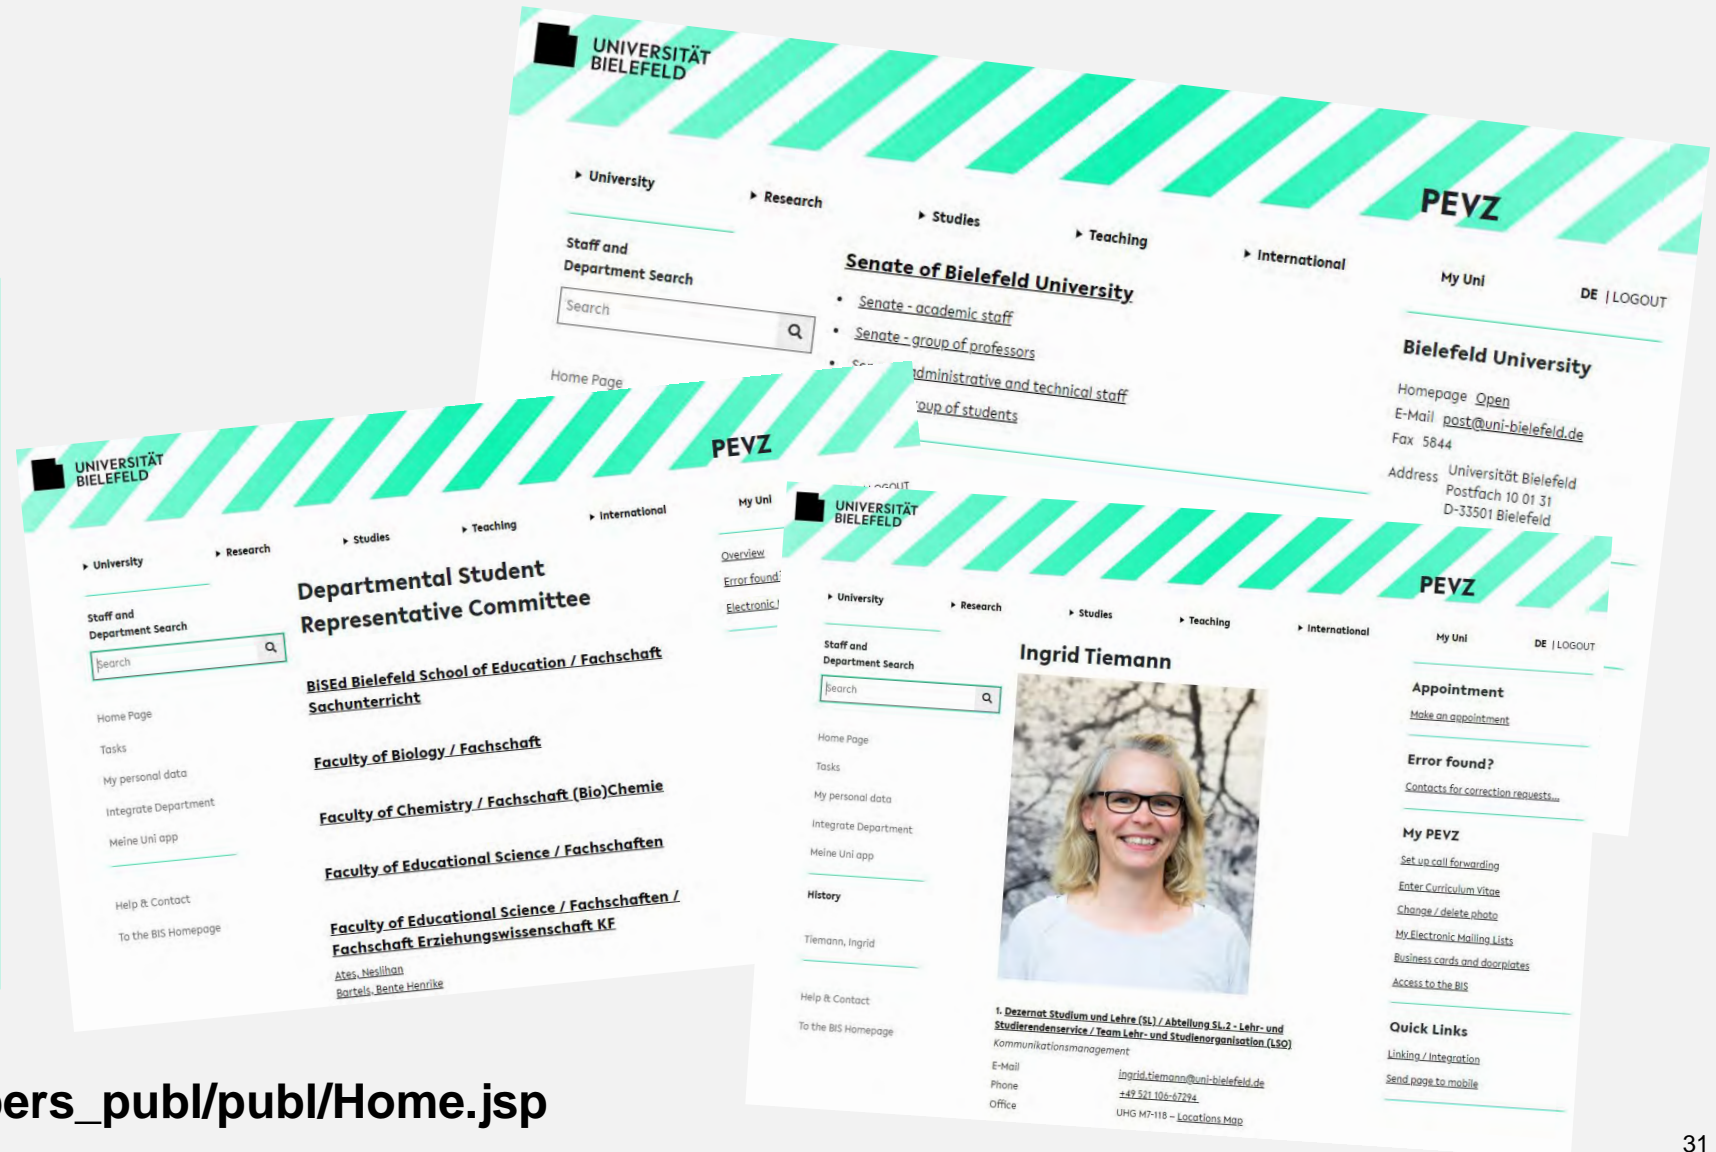 UNIVERSITÄT
BIELEFELD
PEVZ
University
Research
Studies
Teaching
International
My Uni
DE | LOGOUT
Staff and
Department Search
Search
Home Page
Senate of Bielefeld University
Senate - academic staff
Senate - group of professors
administrative and technical staff
of students
Bielefeld University
Homepage Open
E-Mail post@uni-bielefeld.de
Fax 5844
Address Universität Bielefeld
Postfach 10 01 31
D-33501 Bielefeld
UNIVERSITÄT
BIELEFELD
PEVZ
University
Research
Studies
Teaching
International
My Uni
Staff and
Department Search
Search
Home Page
Tasks
My personal data
Integrate Department
Meine Uni app
Help & Contact
To the BIS Homepage
Departmental Student
Representative Committee
BiSEd Bielefeld School of Education / Fachschaft
Sachunterricht
Faculty of Biology / Fachschaft
Faculty of Chemistry / Fachschaft (Bio)Chemie
Faculty of Educational Science / Fachschaften
Faculty of Educational Science / Fachschaften /
Fachschaft Erziehungswissenschaft KF
Ates, Neslihan
Bartels, Bente Henrike
Overview
Error found?
Electronic
UNIVERSITÄT
BIELEFELD
PEVZ
University
Research
Studies
Teaching
International
My Uni
DE | LOGOUT
Staff and
Department Search
Search
Home Page
Tasks
My personal data
Integrate Department
Meine Uni app
History
Tiemann, Ingrid
Help & Contact
To the BIS Homepage
Ingrid Tiemann
1. Dezernat Studium und Lehre (SL) / Abteilung SL.2 - Lehr- und
Studierendenservice / Team Lehr- und Studienorganisation (LSO)
Kommunikationsmanagement
E-Mail ingrid.tiemann@uni-bielefeld.de
Phone +49 521 106-67294
Office UHG M7-118 – Locations Map
Appointment
Make an appointment
Error found?
Contacts for correction requests...
My PEVZ
Set up call forwarding
Enter Curriculum Vitae
Change / delete photo
My Electronic Mailing Lists
Business cards and doorplates
Access to the BIS
Quick Links
Linking / Integration
Send page to mobile
ers_publ/publ/Home.jsp
31